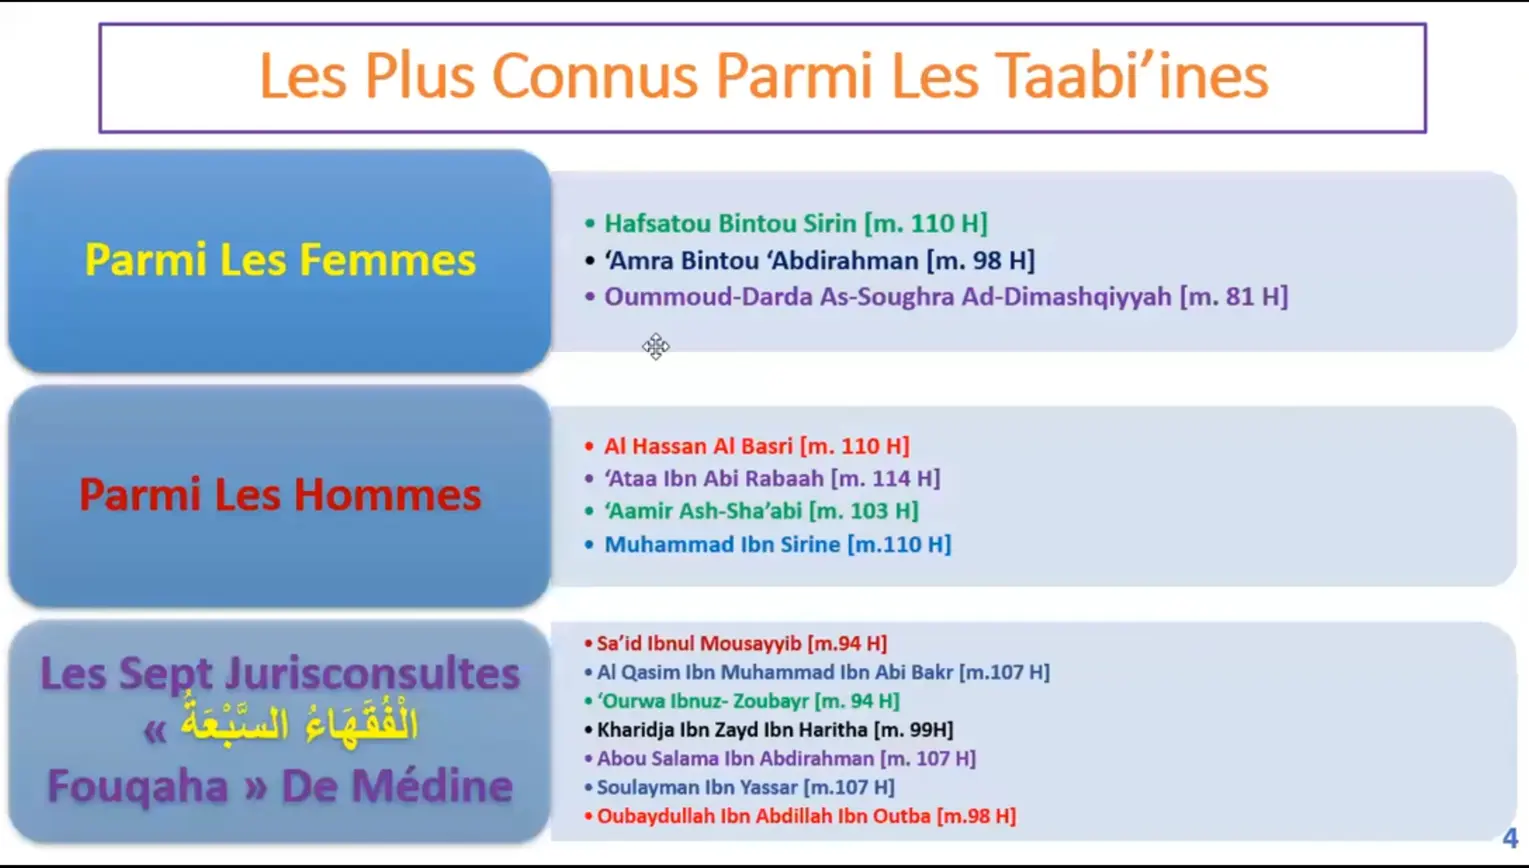 Les Plus Connus Parmi Les Taabi’ines
Parmi Les Femmes
• Hafsatou Bintou Sirin [m. 110 H]
• ‘Amra Bintou ‘Abdirahman [m. 98 H]
• Oummoud-Darda As-Soughra Ad-Dimashqiyyah [m. 81 H]
Parmi Les Hommes
• Al Hassan Al Basri [m. 110 H]
• ‘Ataa Ibn Abi Rabaah [m. 114 H]
• ‘Aamir Ash-Sha’abi [m. 103 H]
• Muhammad Ibn Sirine [m.110 H]
Les Sept Jurisconsultes
« الْفُقَهَاءُ السَّبْعَةُ
Fouqaha » De Médine
• Sa’id Ibnul Mousayyib [m.94 H]
• Al Qasim Ibn Muhammad Ibn Abi Bakr [m.107 H]
• ‘Ourwa Ibnuz- Zoubayr [m. 94 H]
• Kharidja Ibn Zayd Ibn Haritha [m. 99H]
• Abou Salama Ibn Abdirahman [m. 107 H]
• Soulayman Ibn Yassar [m.107 H]
• Oubaydullah Ibn Abdillah Ibn Outba [m.98 H]
4